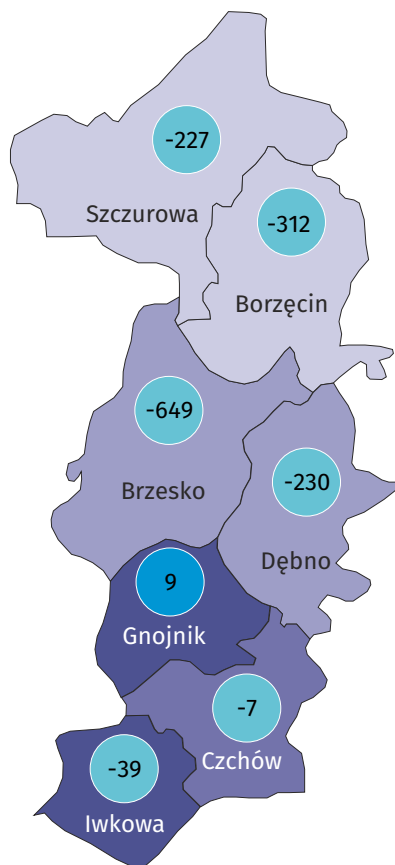 -227
Szczurowa
-312
Borzęcin
-649
Brzesko
-230
Dębno
9
Gnojnik
-7
Czchów
-39
Iwkowa